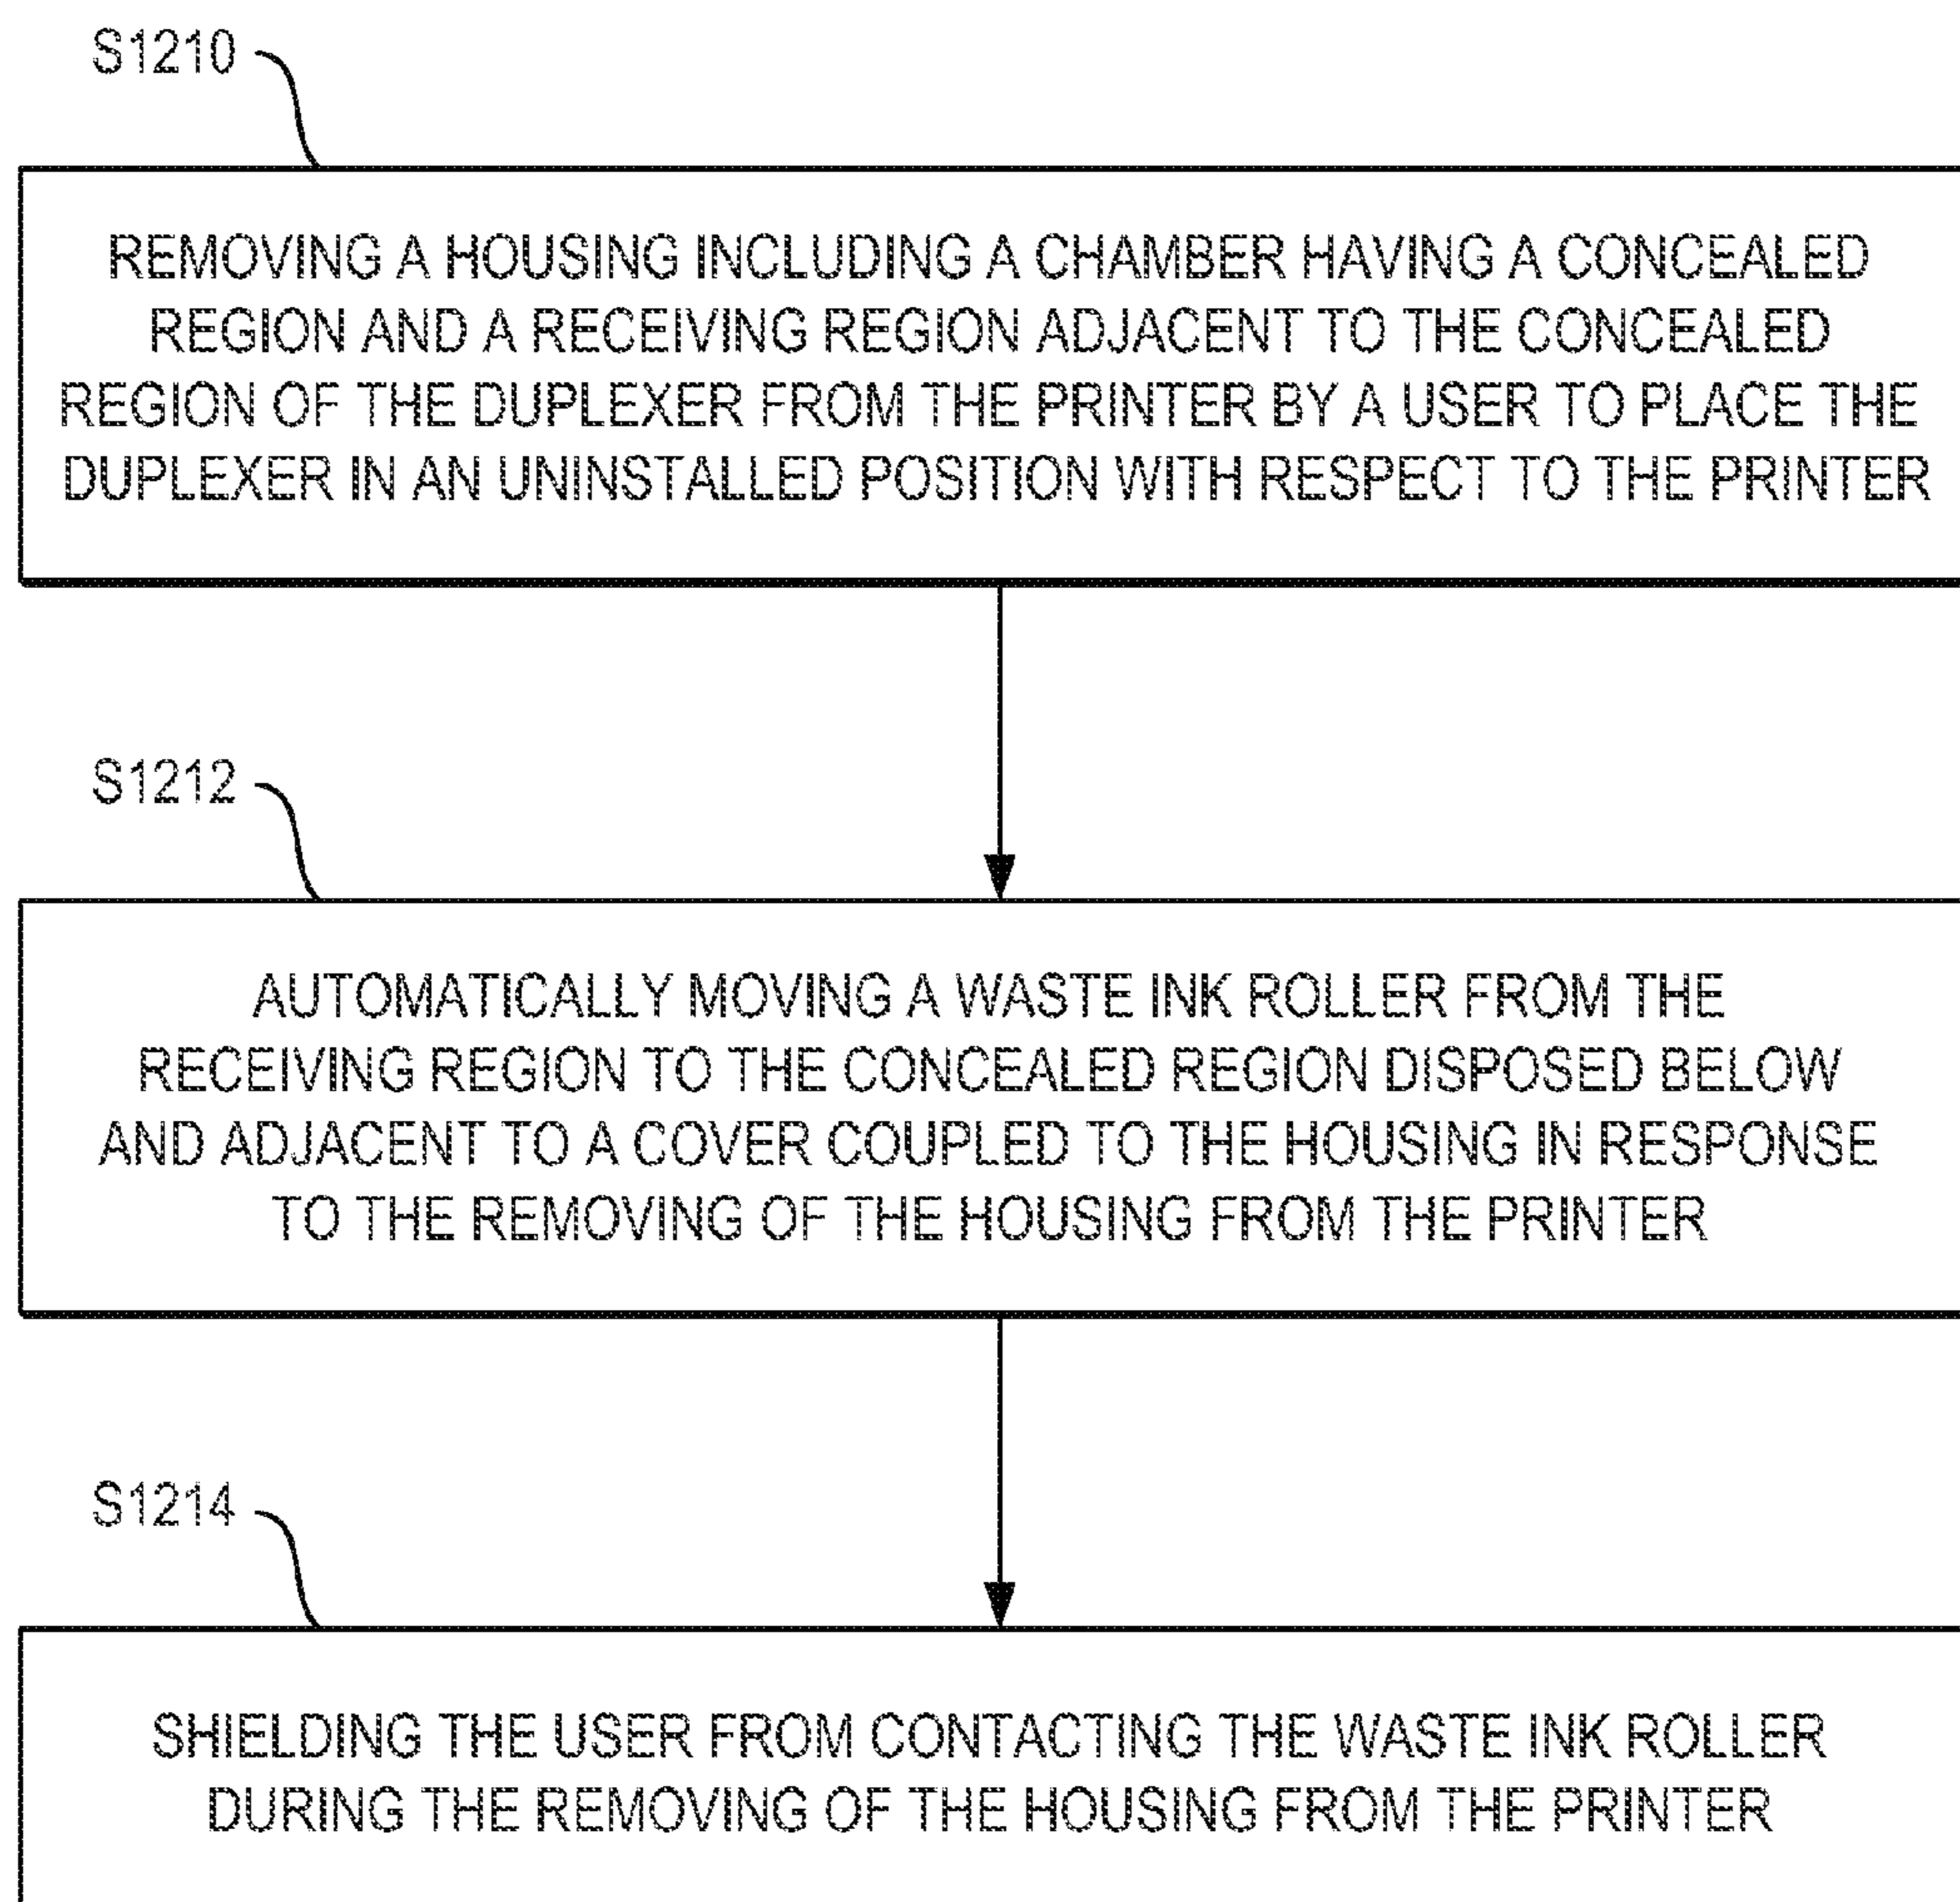 S1210
REMOVING A HOUSING INCLUDING A CHAMBER HAVING A CONCEALED
REGION AND A RECEIVING REGION ADJACENT TO THE CONCEALED
REGION OF THE DUPLEXER FROM THE PRINTER BY A USER TO PLACE THE
DUPLEXER IN AN UNINSTALLED POSITION WITH RESPECT TO THE PRINTER
S1212
AUTOMATICALLY MOVING A WASTE INK ROLLER FROM THE
RECEIVING REGION TO THE CONCEALED REGION DISPOSED BELOW
AND ADJACENT TO A COVER COUPLED TO THE HOUSING IN RESPONSE
TO THE REMOVING OF THE HOUSING FROM THE PRINTER
S1214
SHIELDING THE USER FROM CONTACTING THE WASTE INK ROLLER
DURING THE REMOVING OF THE HOUSING FROM THE PRINTER